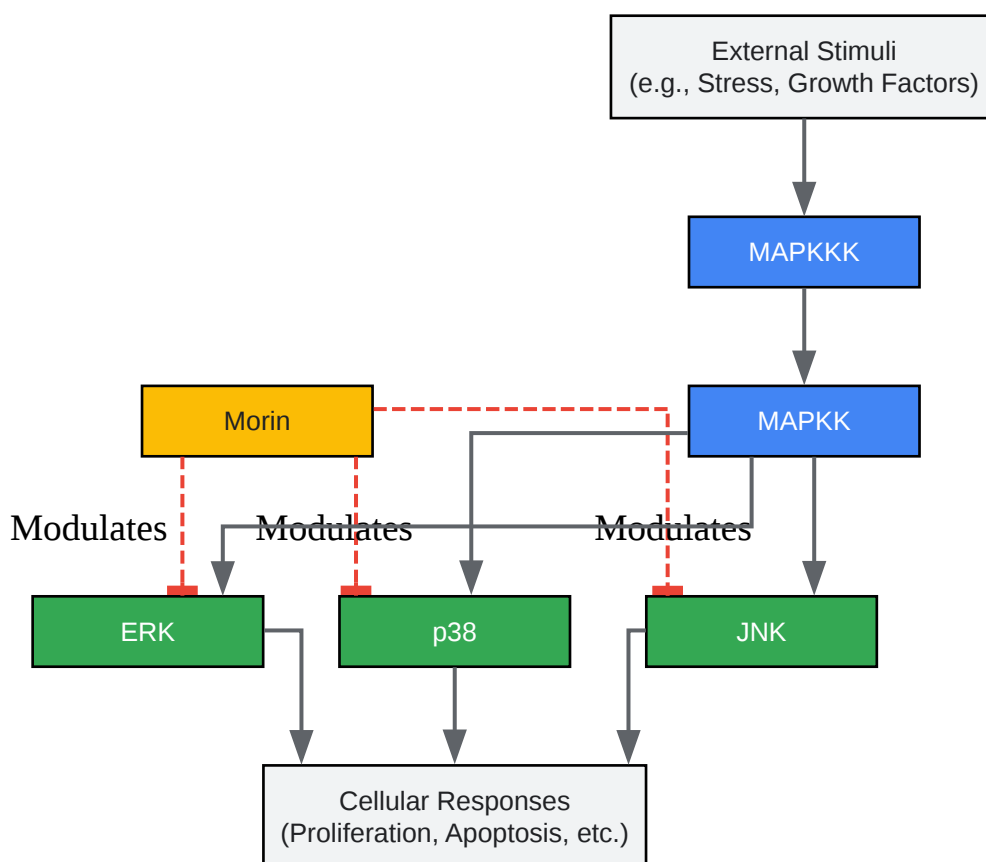 External Stimuli
(e.g., Stress, Growth Factors)
MAPKKK
Morin
MAPKK
Modulates
Modulates
Modulates
ERK
p38
JNK
Cellular Responses
(Proliferation, Apoptosis, etc.)